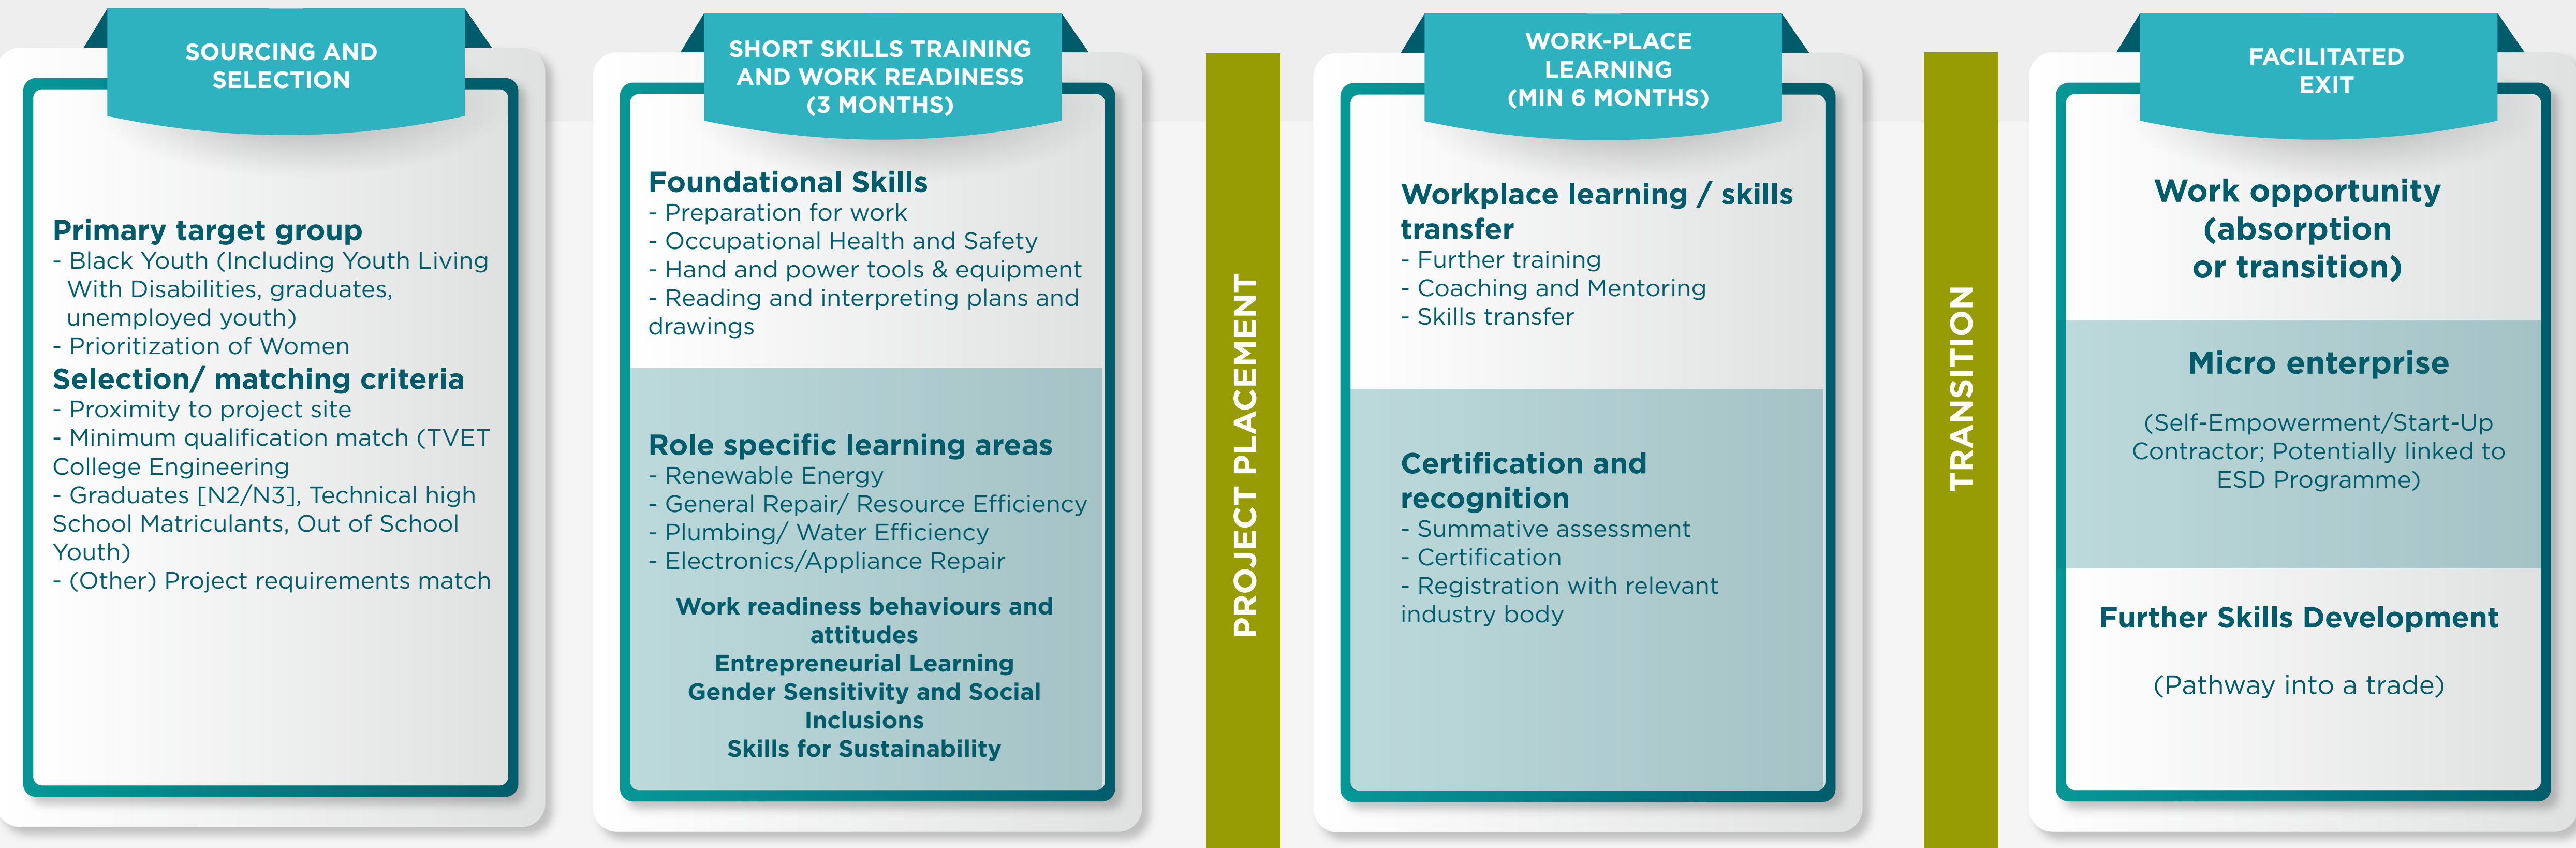 SOURCING AND
SELECTION
Primary target group
- Black Youth (Including Youth Living
With Disabilities, graduates,
unemployed youth)
- Prioritization of Women
Selection/ matching criteria
- Proximity to project site
- Minimum qualification match (TVET
College Engineering
- Graduates [N2/N3], Technical high
School Matriculants, Out of School
Youth)
- (Other) Project requirements match
SHORT SKILLS TRAINING
AND WORK READINESS
(3 MONTHS)
Foundational Skills
- Preparation for work
- Occupational Health and Safety
- Hand and power tools & equipment
- Reading and interpreting plans and
drawings
Role specific learning areas
- Renewable Energy
- General Repair/ Resource Efficiency
- Plumbing/ Water Efficiency
- Electronics/Appliance Repair
Work readiness behaviours and
attitudes
Entrepreneurial Learning
Gender Sensitivity and Social
Inclusions
Skills for Sustainability
PROJECT PLACEMENT
WORK-PLACE
LEARNING
(MIN 6 MONTHS)
Workplace learning / skills
transfer
- Further training
- Coaching and Mentoring
- Skills transfer
Certification and
recognition
- Summative assessment
- Certification
- Registration with relevant
industry body
TRANSITION
FACILITATED
EXIT
Work opportunity
(absorption
or transition)
Micro enterprise
(Self-Empowerment/Start-Up
Contractor; Potentially linked to
ESD Programme)
Further Skills Development
(Pathway into a trade)